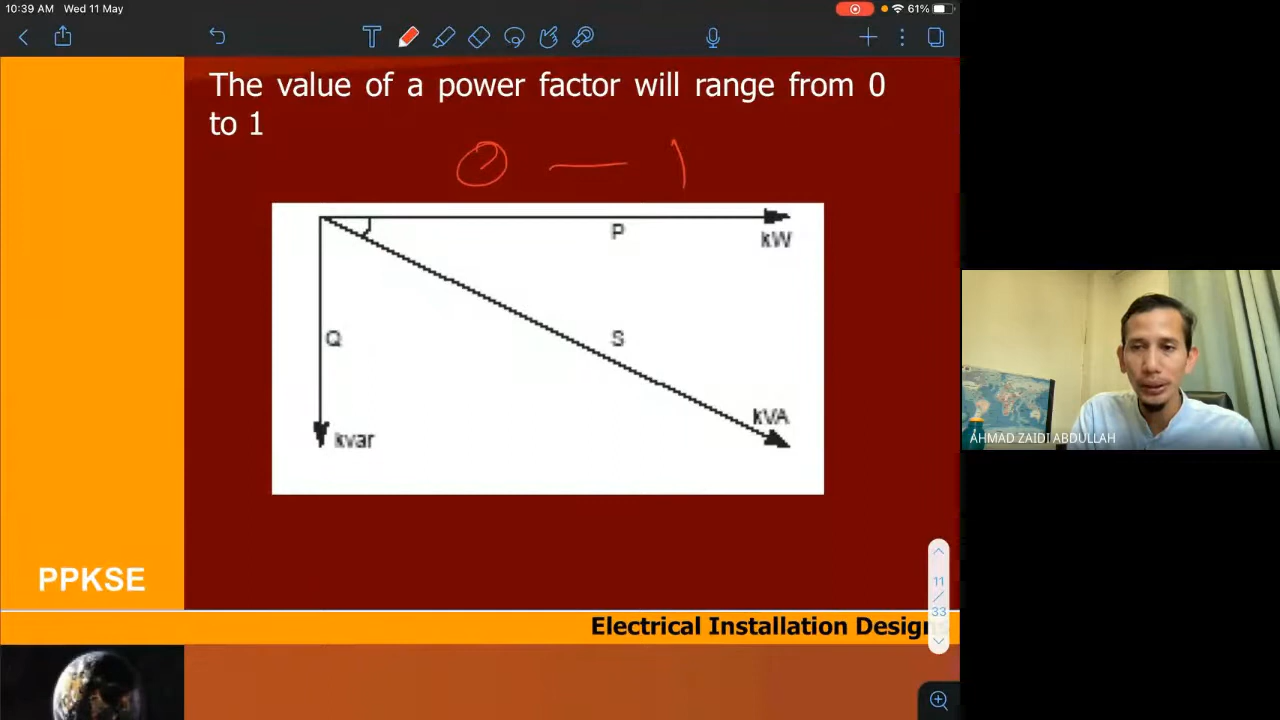 10:39 AM Wed 11 May
61%
The value of a power factor will range from 0
to 1
0 — 1
P
kW
Q
S
kVA
kvar
AHMAD ZAIDI ABDULLAH
PPKSE
11
/
33
Electrical Installation Design